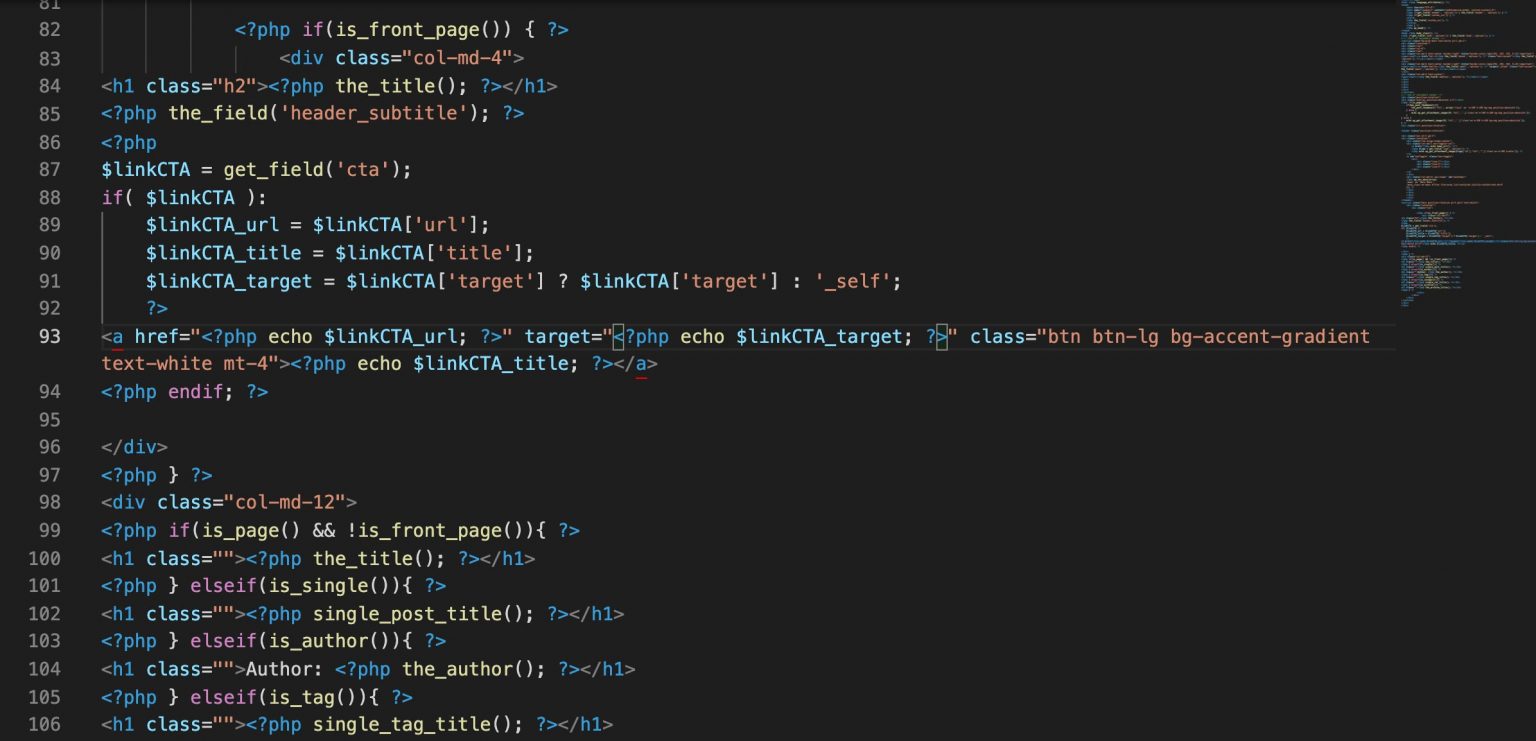 81
82 <?php if(is_front_page()) { ?>
83 <div class="col-md-4">
84 <h1 class="h2"><?php the_title(); ?></h1>
85 <?php the_field('header_subtitle'); ?>
86 <?php
87 $linkCTA = get_field('cta');
88 if( $linkCTA ):
89 $linkCTA_url = $linkCTA['url'];
90 $linkCTA_title = $linkCTA['title'];
91 $linkCTA_target = $linkCTA['target'] ? $linkCTA['target'] : '_self';
92 ?>
93 <a href="<?php echo $linkCTA_url; ?>" target="<?php echo $linkCTA_target; ?>" class="btn btn-lg bg-accent-gradient
text-white mt-4"><?php echo $linkCTA_title; ?></a>
94 <?php endif; ?>
95
96 </div>
97 <?php } ?>
98 <div class="col-md-12">
99 <?php if(is_page() && !is_front_page()){ ?>
100 <h1 class=""><?php the_title(); ?></h1>
101 <?php } elseif(is_single()){ ?>
102 <h1 class=""><?php single_post_title(); ?></h1>
103 <?php } elseif(is_author()){ ?>
104 <h1 class="">Author: <?php the_author(); ?></h1>
105 <?php } elseif(is_tag()){ ?>
106 <h1 class=""><?php single_tag_title(); ?></h1>